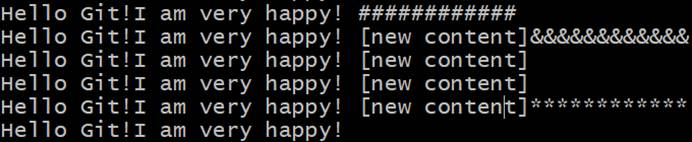 Hello Git!I am very happy! ############
Hello Git!I am very happy! [new content]&&&&&&&&&&&&
Hello Git!I am very happy! [new content]
Hello Git!I am very happy! [new content]
Hello Git!I am very happy! [new content]************
Hello Git!I am very happy!